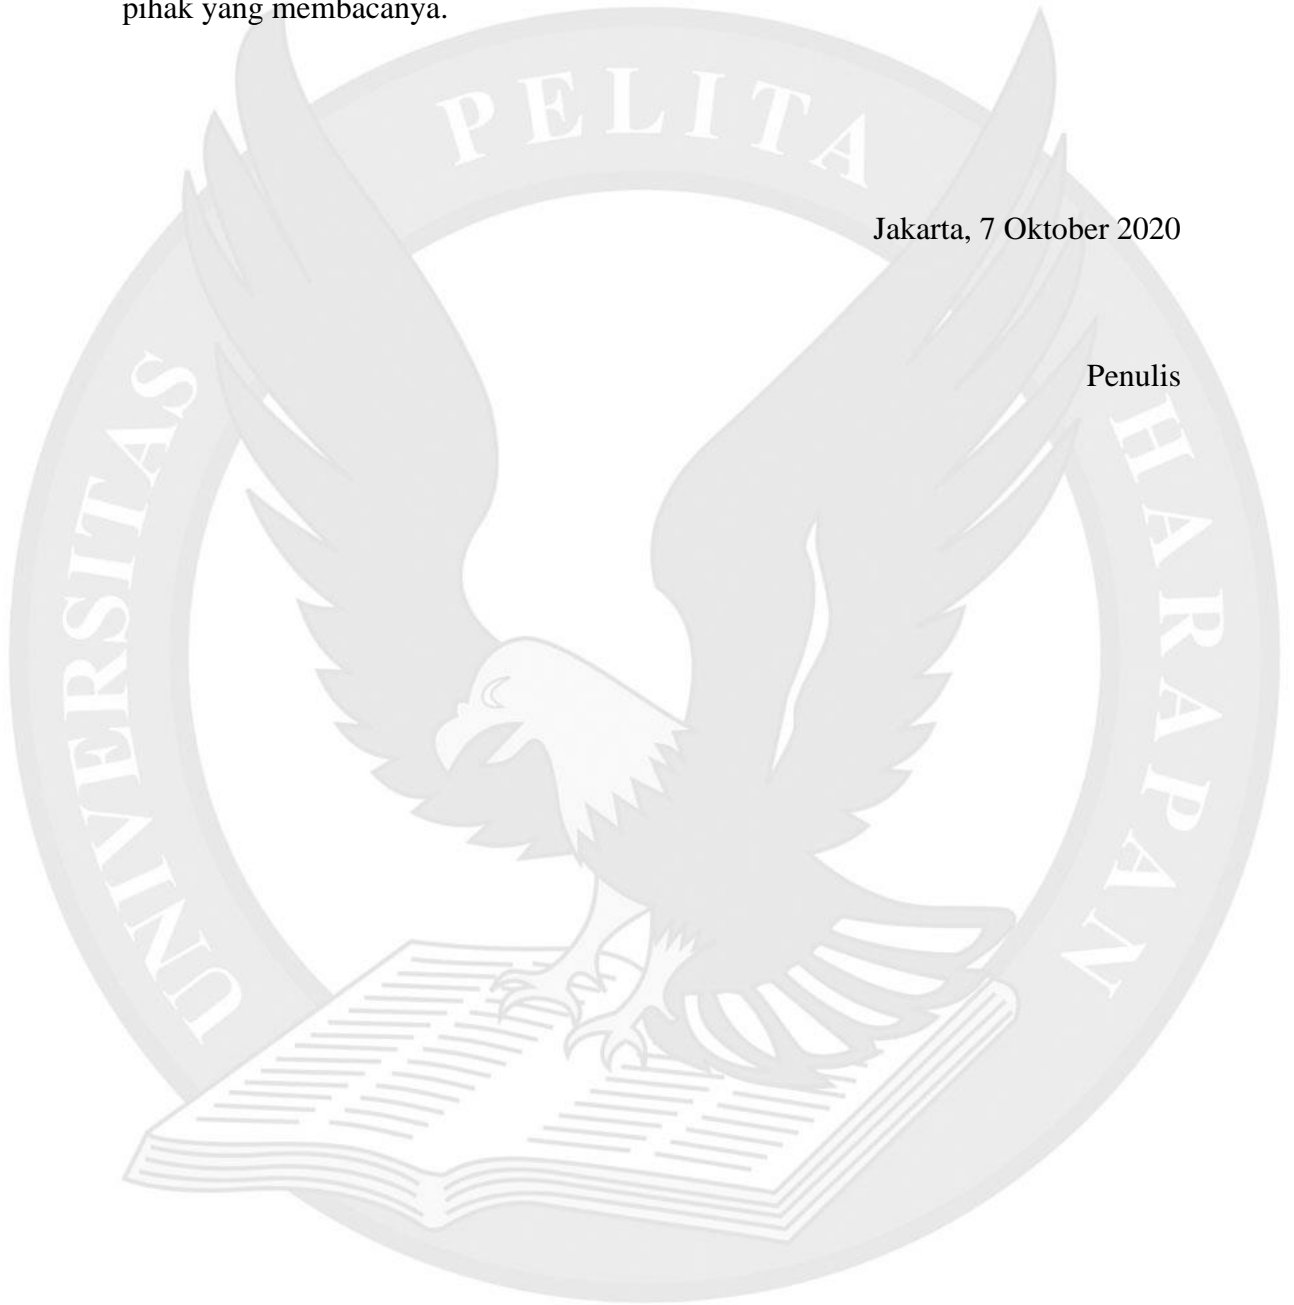 pihak yang membacanya.
PELITA
Jakarta, 7 Oktober 2020
Penulis
UNIVERSITAS
HARAPAN